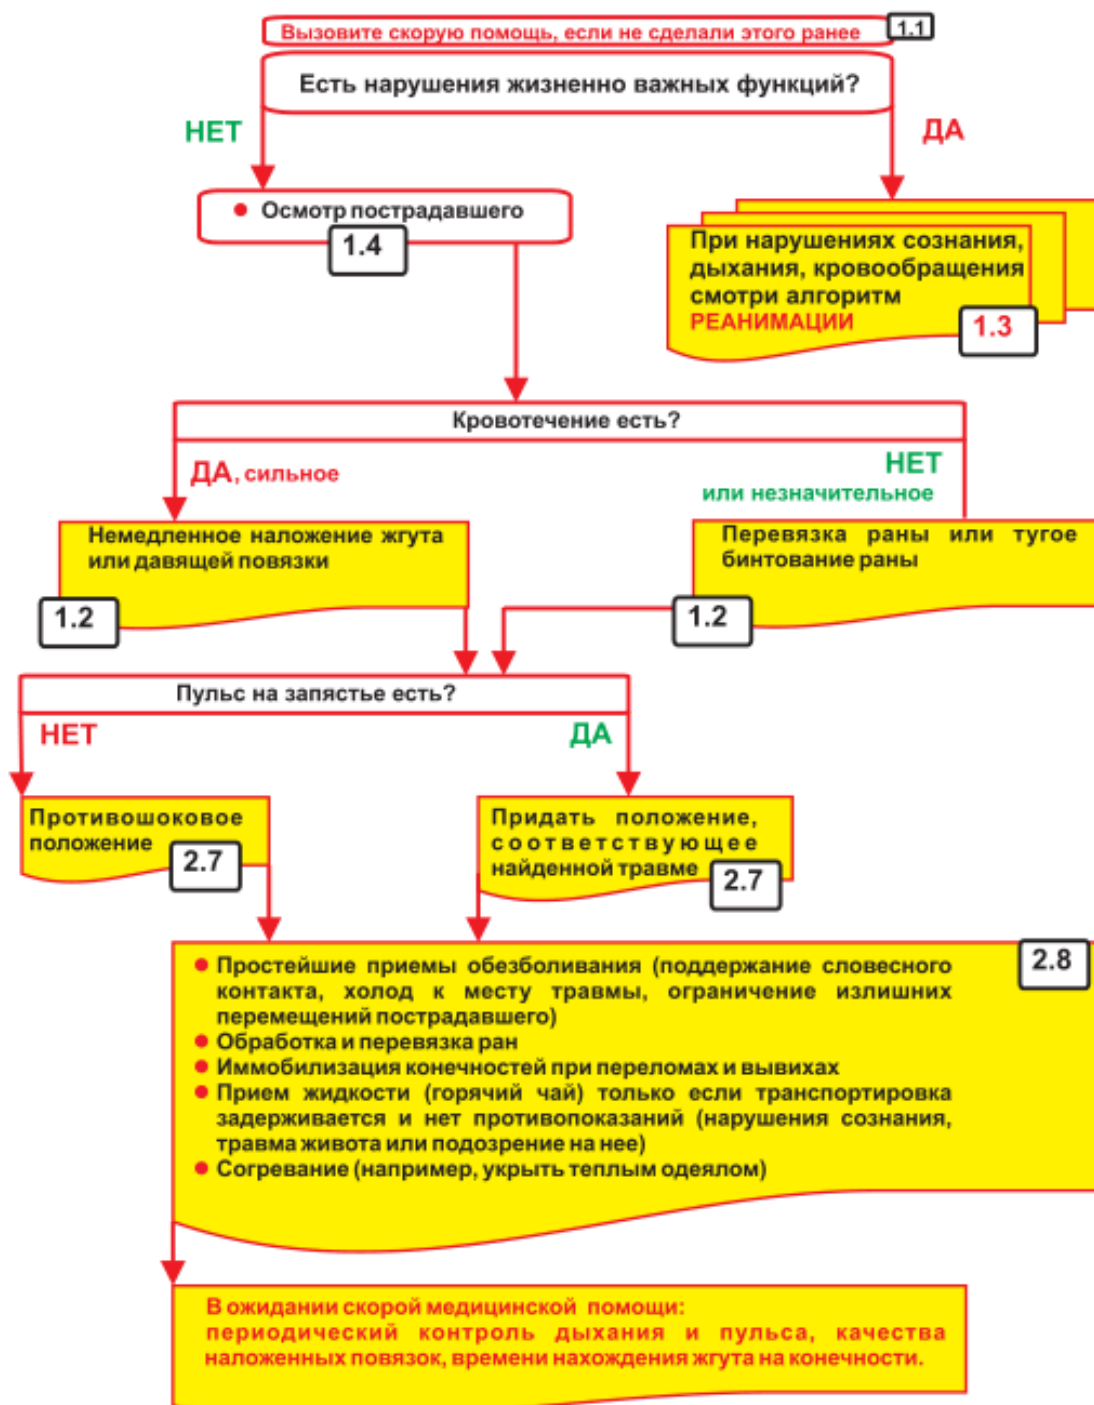 Вызовите скорую помощь, если не сделали этого ранее
1.1
Есть нарушения жизненно важных функций?
НЕТ
ДА
Осмотр пострадавшего
1.4
При нарушениях сознания,
дыхания, кровообращения
смотри алгоритм
РЕАНИМАЦИИ
1.3
Кровотечение есть?
ДА, сильное
НЕТ
или незначительное
Немедленное наложение жгута
или давящей повязки
1.2
Перевязка раны или тугое
бинтование раны
1.2
Пульс на запястье есть?
НЕТ
ДА
Противошоковое
положение
2.7
Придать положение,
соответствующее
найденной травме
2.7
2.8
Простейшие приемы обезболивания (поддержание словесного
контакта, холод к месту травмы, ограничение излишних
перемещений пострадавшего)
Обработка и перевязка ран
Иммобилизация конечностей при переломах и вывихах
Прием жидкости (горячий чай) только если транспортировка
задерживается и нет противопоказаний (нарушения сознания,
травма живота или подозрение на нее)
Согревание (например, укрыть теплым одеялом)
В ожидании скорой медицинской помощи:
периодический контроль дыхания и пульса, качества
наложенных повязок, времени нахождения жгута на конечности.